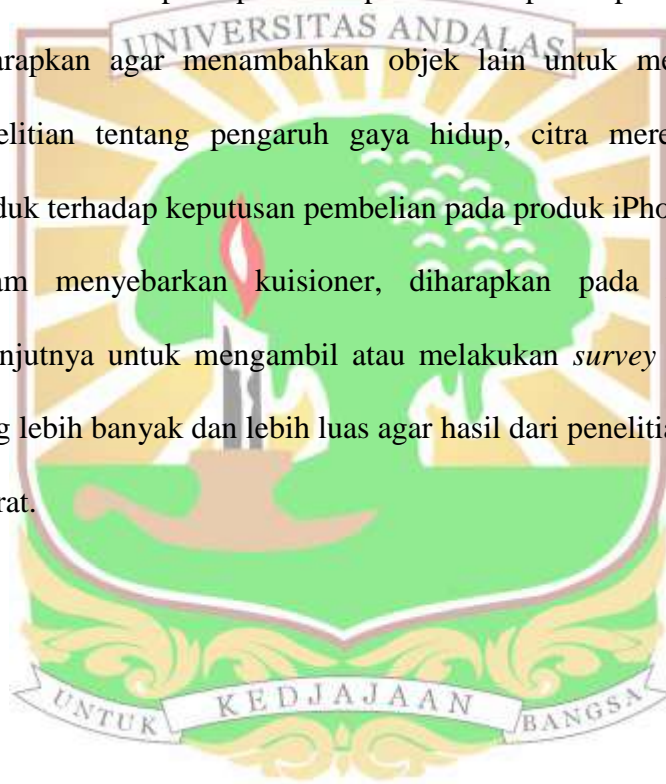 UNIVERSITAS ANDALAS
arapkan agar menambahkan objek lain untuk me
elitian tentang pengaruh gaya hidup, citra mere
duk terhadap keputusan pembelian pada produk iPho
am menyebarkan kuisioner, diharapkan pada
anjutnya untuk mengambil atau melakukan survey
g lebih banyak dan lebih luas agar hasil dari penelitia
rat.
UNTUK KEDJAJAAN BANGSA